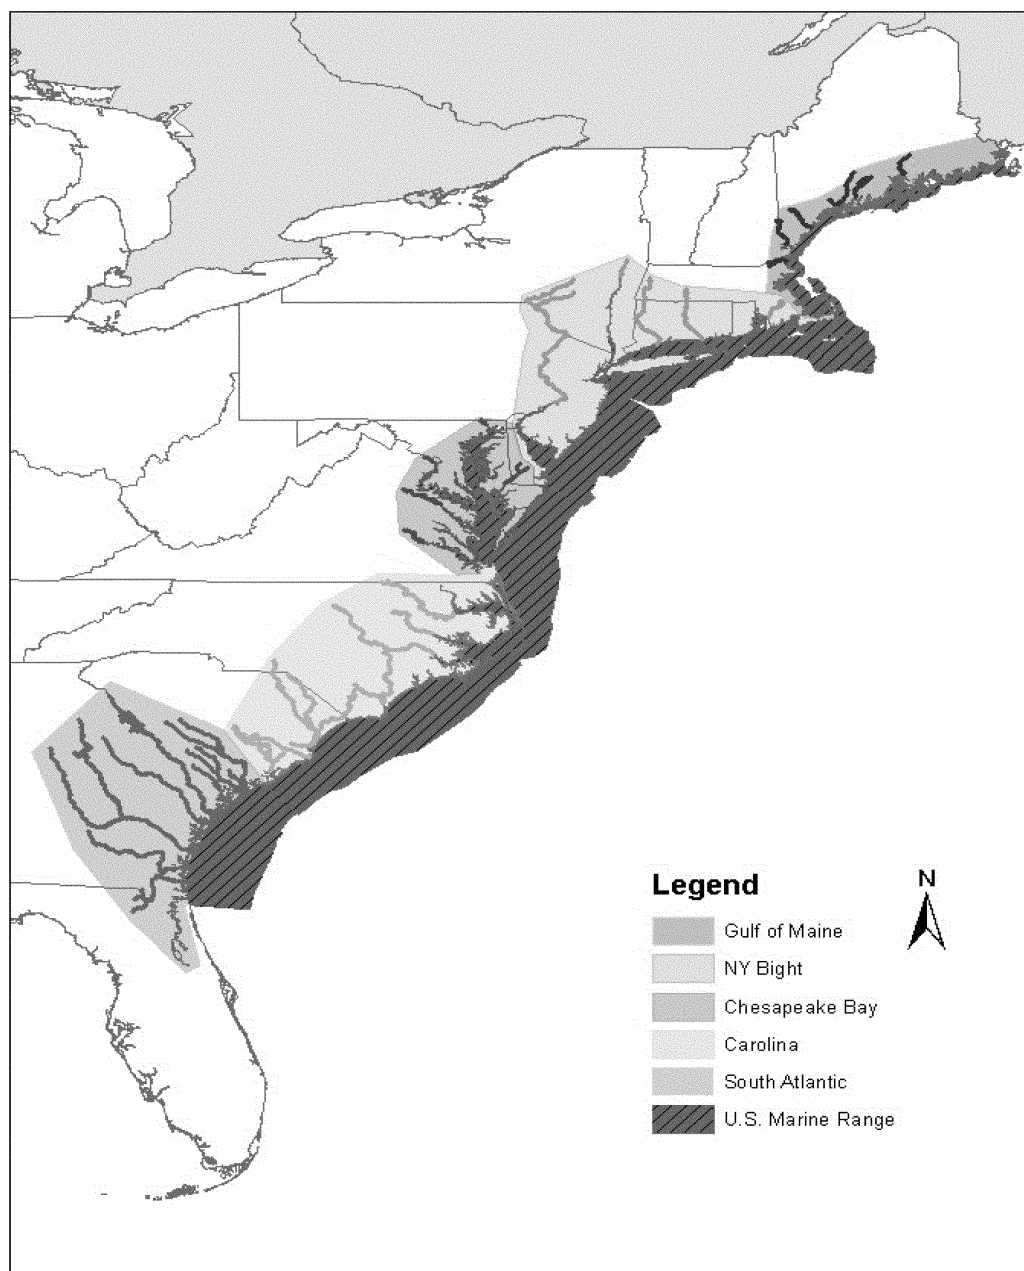 N
Legend
Gulf of Maine
NY Bight
Chesapeake Bay
Carolina
South Atlantic
U.S. Marine Range